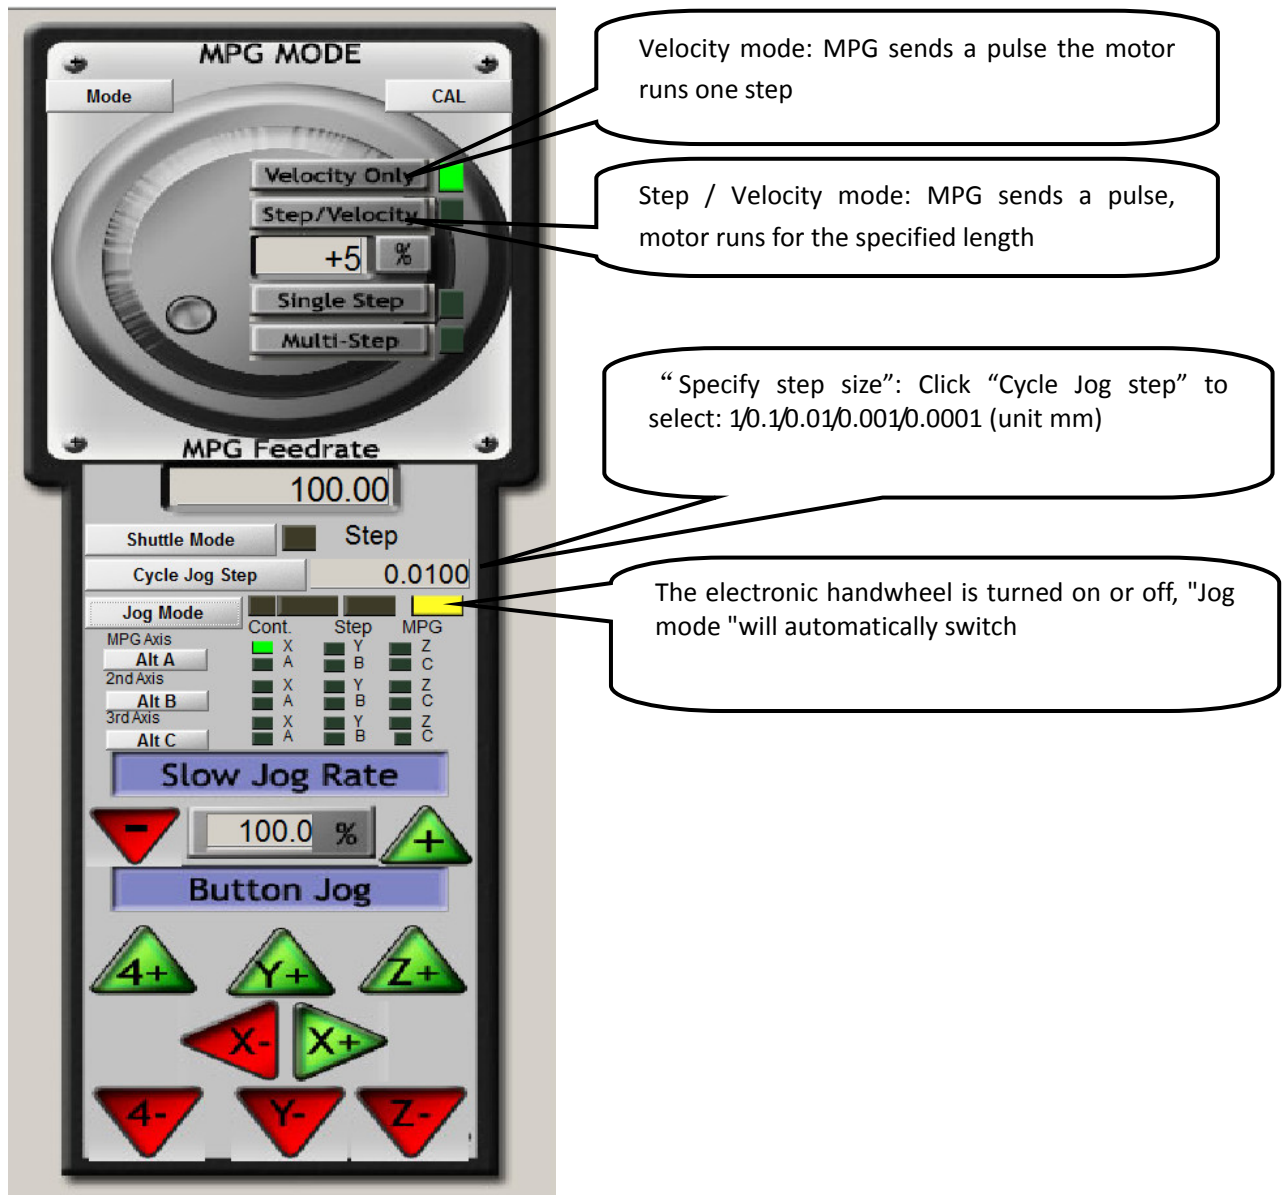 MPG MODE
Mode
CAL
Velocity Only
Step/Velocity
+5 %
Single Step
Multi-Step
MPG Feedrate
100.00
Shuttle Mode
Step
Cycle Jog Step
0.0100
Jog Mode
Cont. Step MPG
MPG Axis
Alt A
X Y Z
A B C
2nd Axis
Alt B
X Y Z
A B C
3rd Axis
Alt C
X Y Z
A B C
Slow Jog Rate
-
100.0 %
+
Button Jog
4+ Y+ Z+
X- X+
4- Y- Z-
Velocity mode: MPG sends a pulse the motor
runs one step
Step / Velocity mode: MPG sends a pulse,
motor runs for the specified length
“Specify step size”: Click “Cycle Jog step” to
select: 1/0.1/0.01/0.001/0.0001 (unit mm)
The electronic handwheel is turned on or off, "Jog
mode "will automatically switch